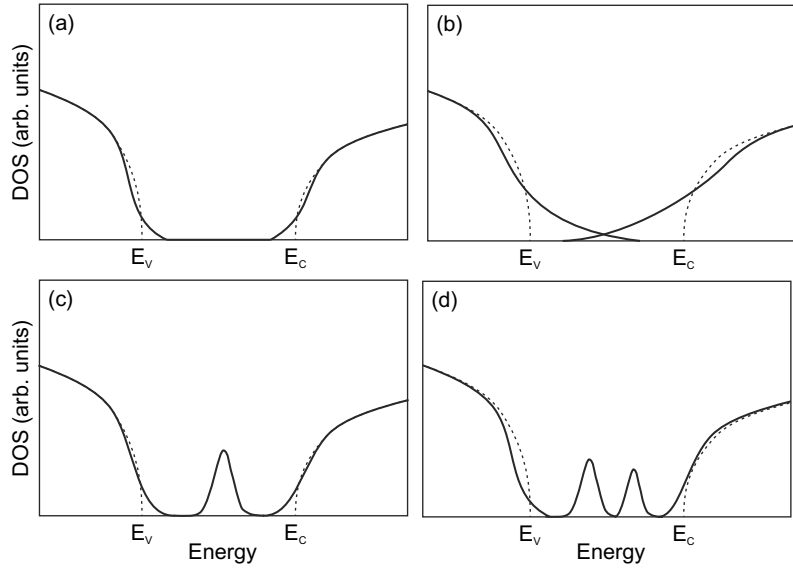 (a)
(b)
DOS (arb. units)
Ev
Ec
Ev
Ec
(c)
(d)
DOS (arb. units)
Ev
Ec
Ev
Ec
Energy
Energy